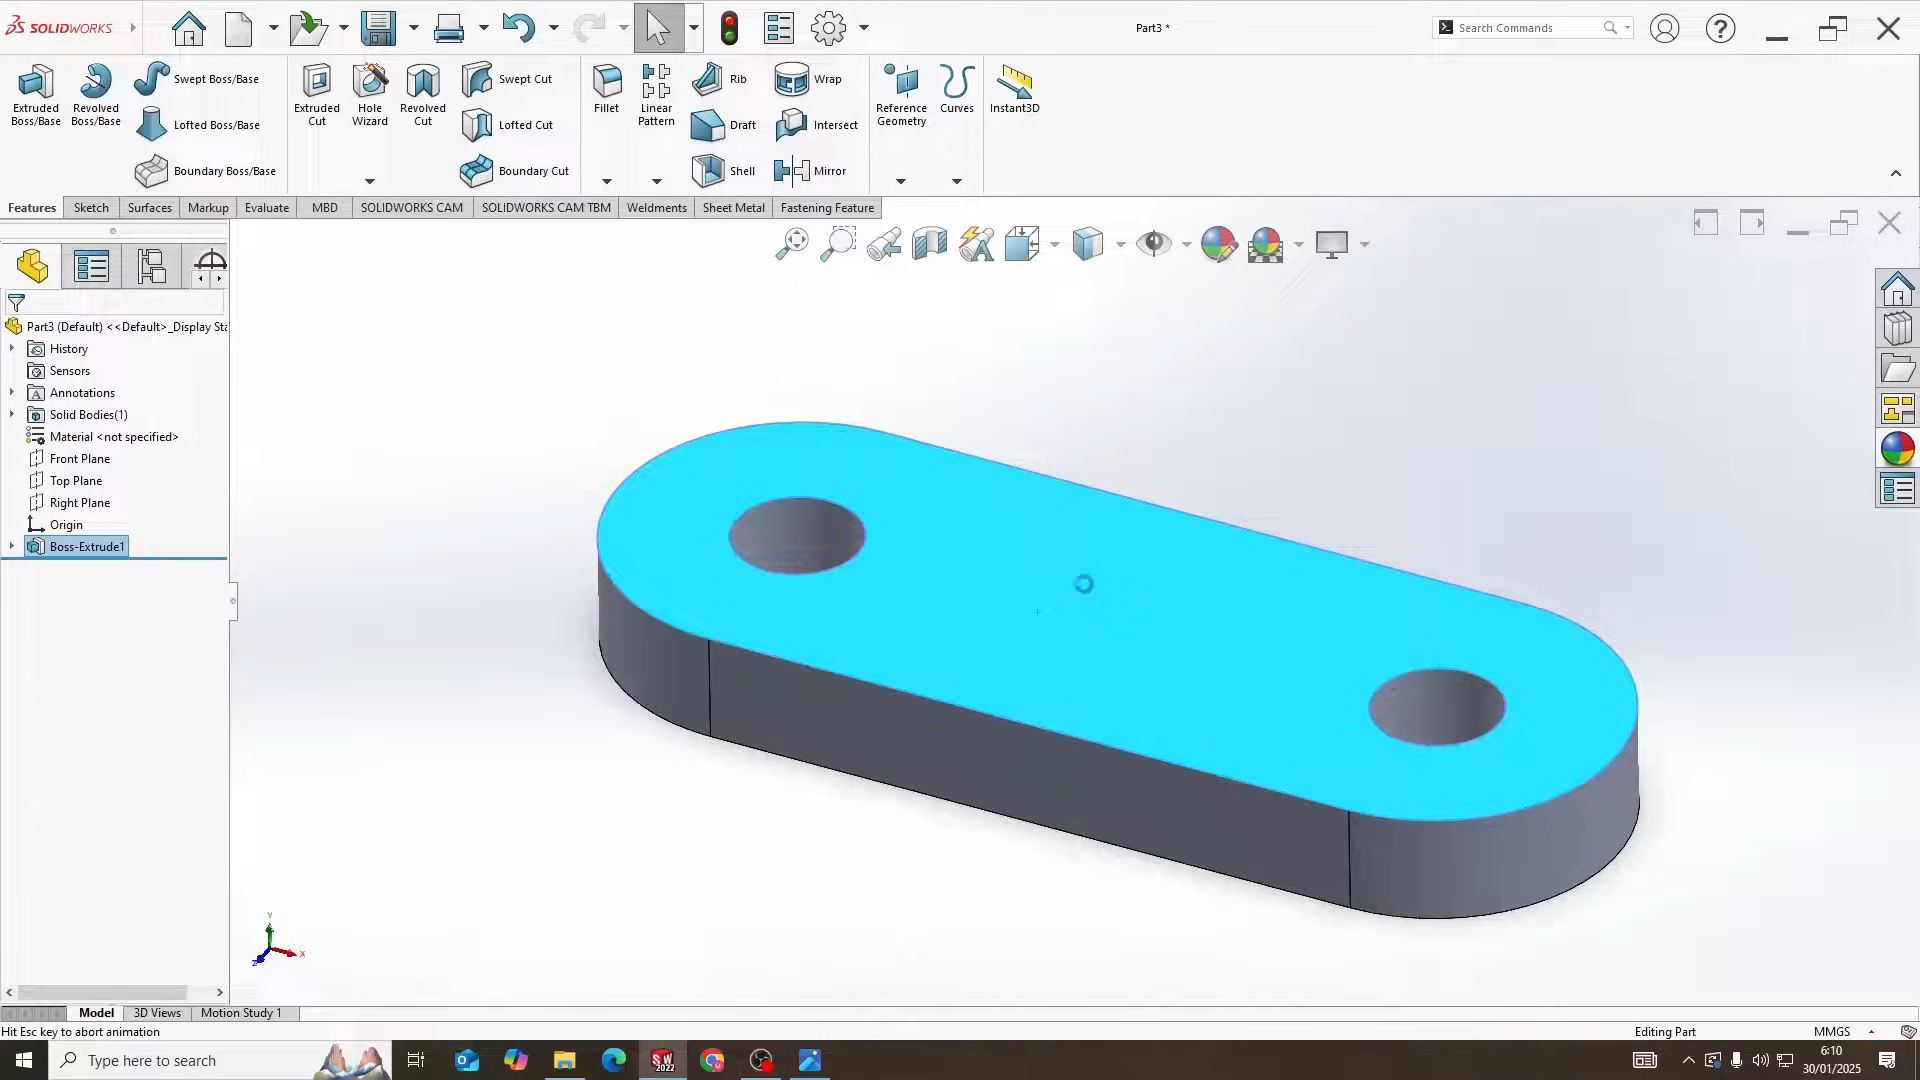 SOLIDWORKS
Part3 *
Search Commands
Extruded Boss/Base
Revolved Boss/Base
Swept Boss/Base
Lofted Boss/Base
Boundary Boss/Base
Extruded Cut
Hole Wizard
Revolved Cut
Swept Cut
Lofted Cut
Boundary Cut
Fillet
Linear Pattern
Rib
Draft
Shell
Wrap
Intersect
Mirror
Reference Geometry
Curves
Instant3D
Features
Sketch
Surfaces
Markup
Evaluate
MBD
SOLIDWORKS CAM
SOLIDWORKS CAM TBM
Weldments
Sheet Metal
Fastening Feature
Part3 (Default) <<Default>_Display Sta
History
Sensors
Annotations
Solid Bodies(1)
Material <not specified>
Front Plane
Top Plane
Right Plane
Origin
Boss-Extrude1
Y
X
Z
Model
3D Views
Motion Study 1
Hit Esc key to abort animation
Editing Part
MMGS
Type here to search
SW
2022
6:10
30/01/2025